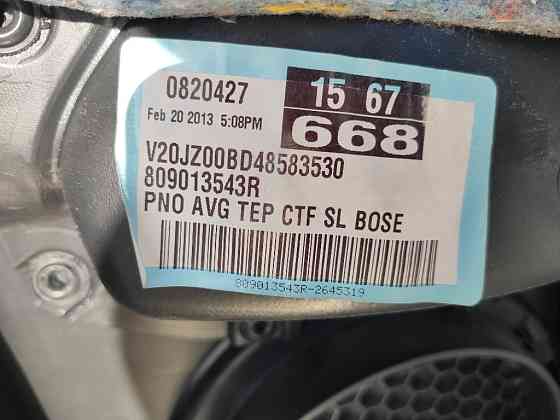 0820427
15 67
Feb 20 2013 5:08PM
668
V20JZ00BD48583530
809013543R
PNO AVG TEP CTF SL BOSE
809013543R-2645319